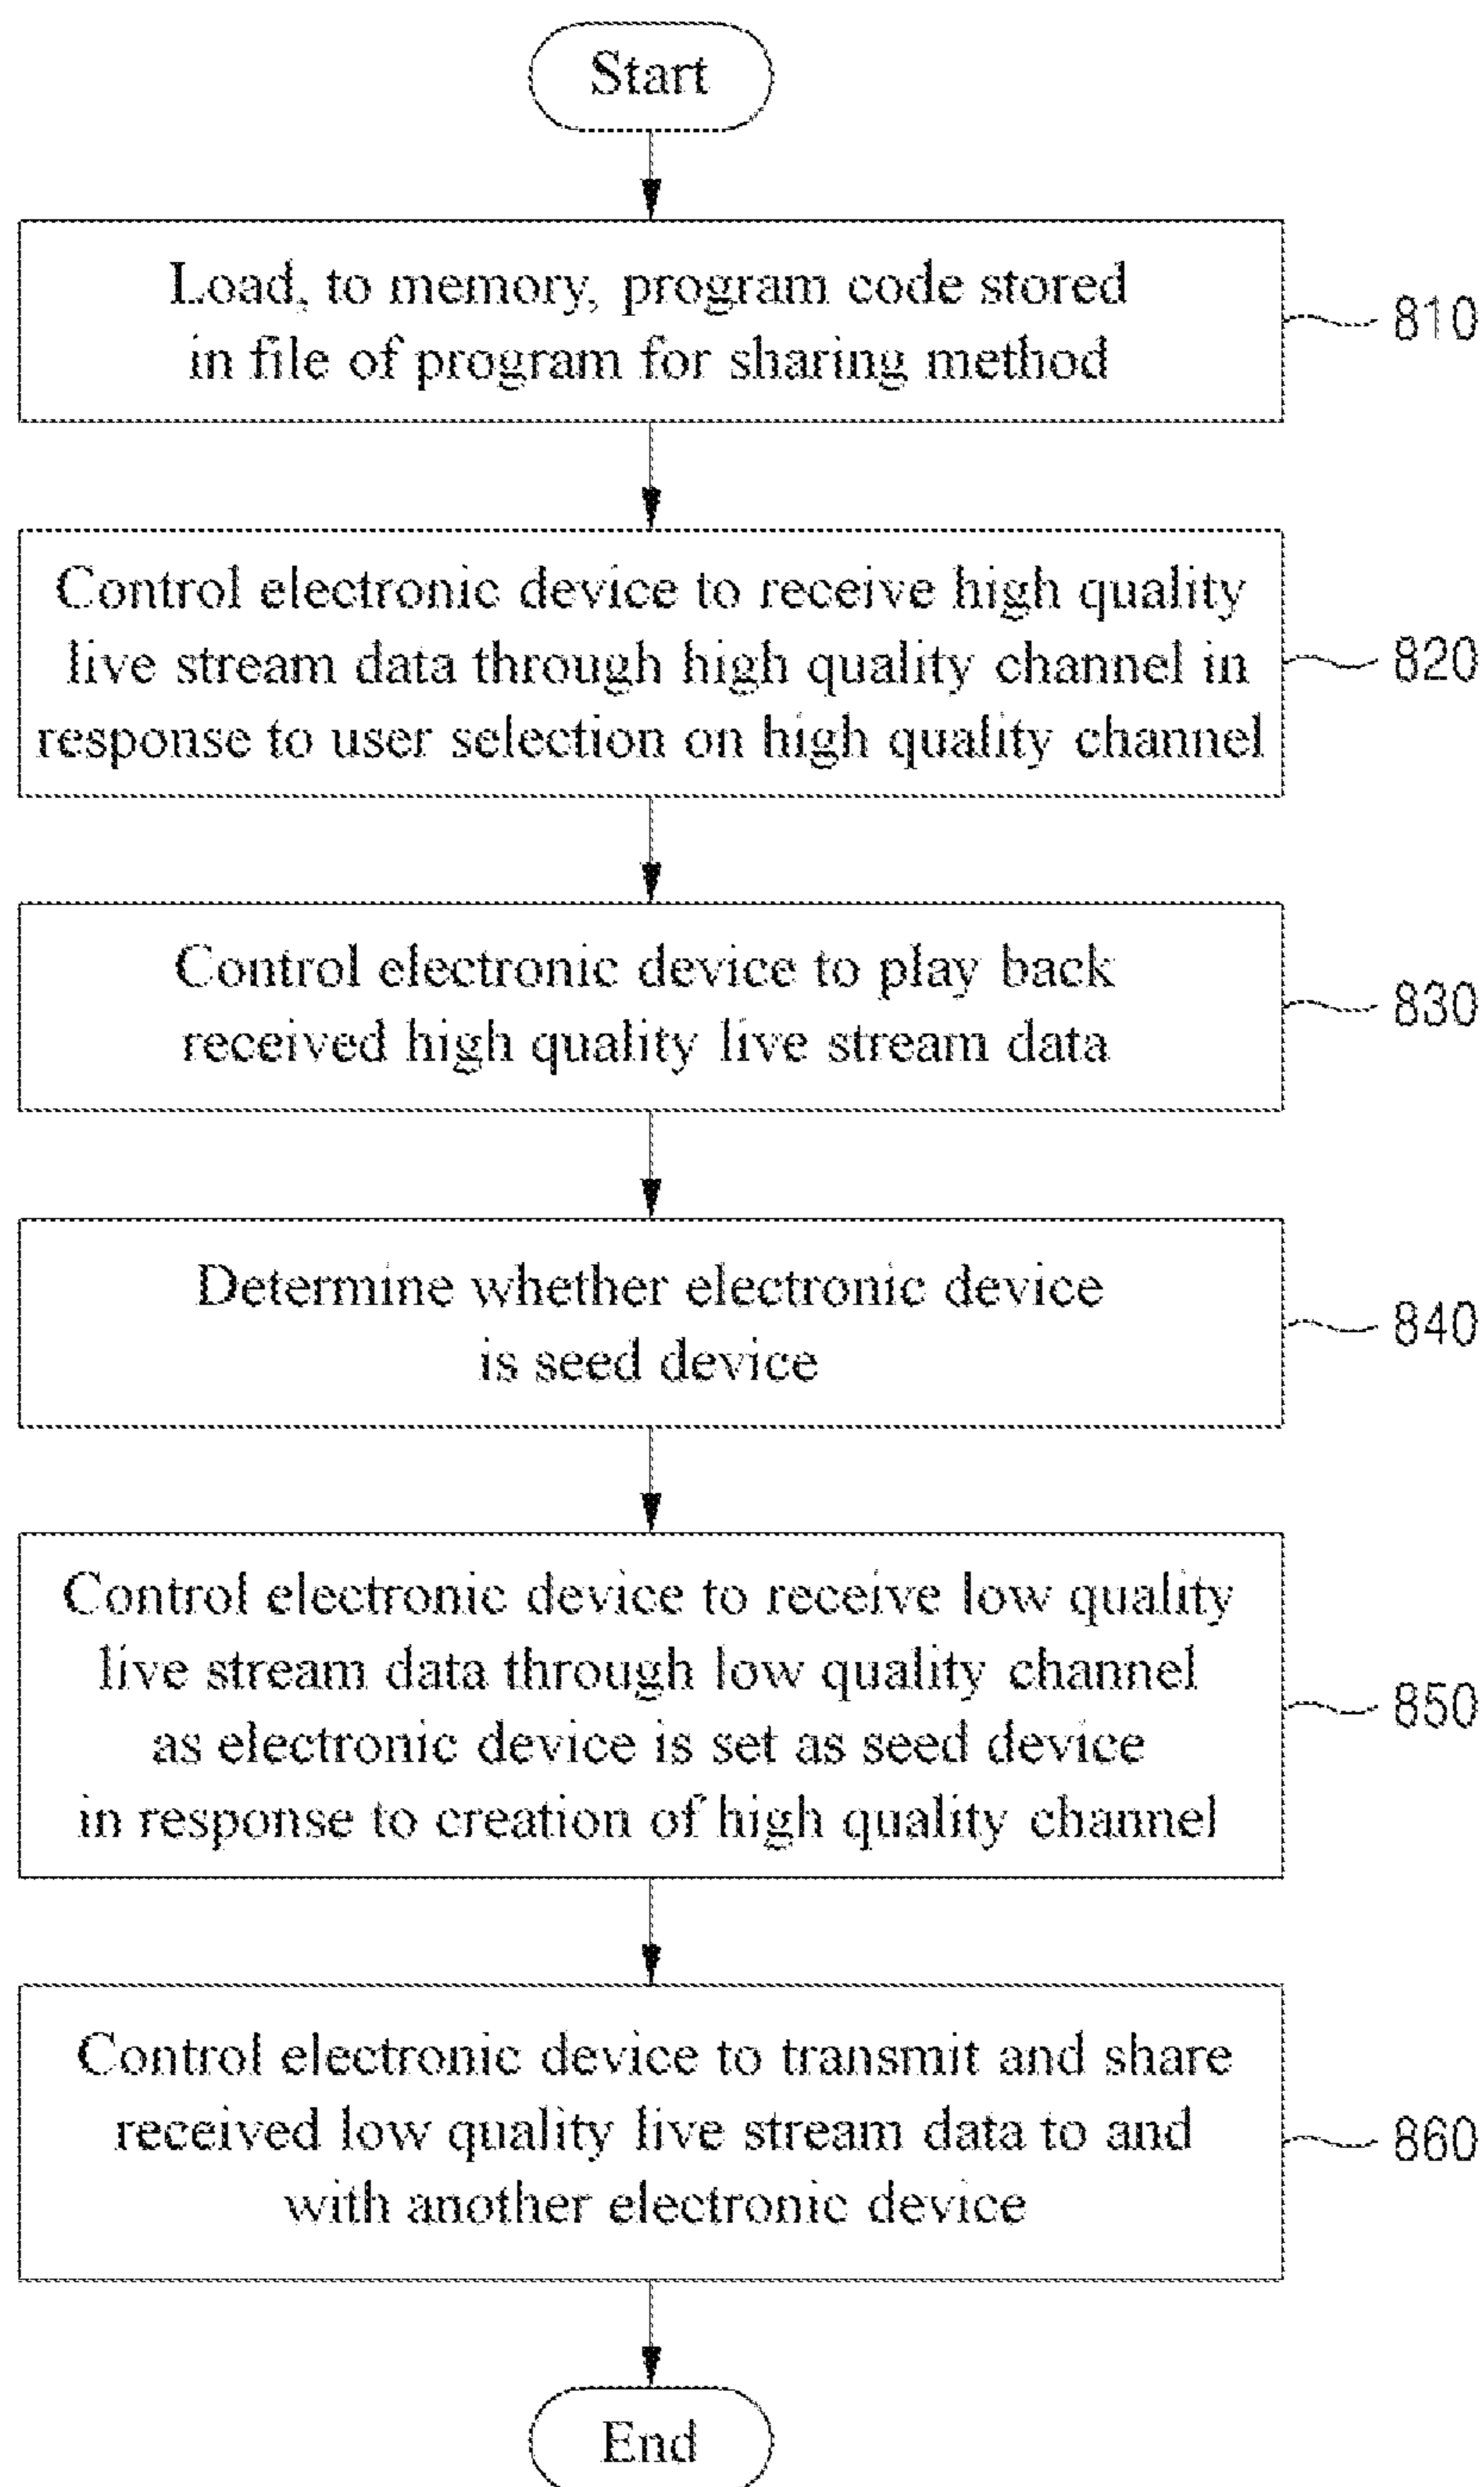 Start
Load, to memory, program code stored
in file of program for sharing method
810
Control electronic device to receive high quality
live stream data through high quality channel in
response to user selection on high quality channel
820
Control electronic device to play back
received high quality live stream data
830
Determine whether electronic device
is seed device
840
Control electronic device to receive low quality
live stream data through low quality channel
as electronic device is set as seed device
in response to creation of high quality channel
850
Control electronic device to transmit and share
received low quality live stream data to and
with another electronic device
860
End